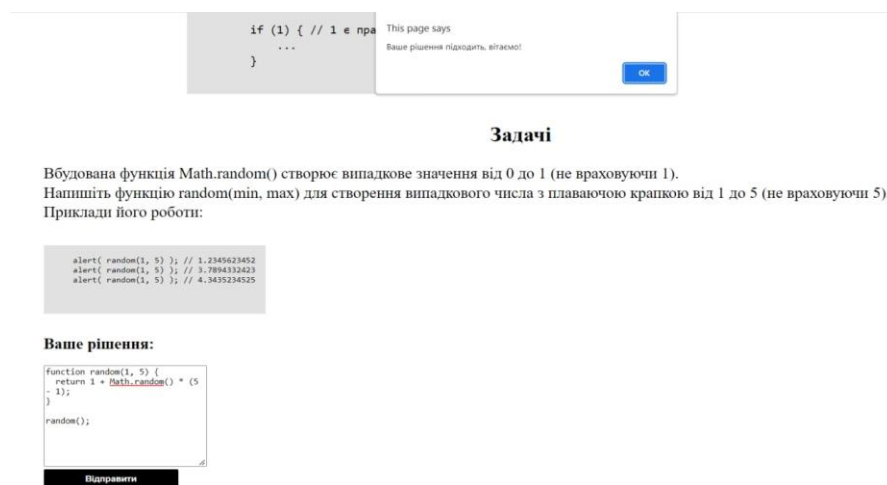 if (1) { // 1 є пра
...
}
This page says
Ваше рішення підходить, вітаємо!
OK
Задачі
Вбудована функція Math.random() створює випадкове значення від 0 до 1 (не враховуючи 1).
Напишіть функцію random(min, max) для створення випадкового числа з плаваючою крапкою від 1 до 5 (не враховуючи 5)
Приклади його роботи:
alert( random(1, 5) ); // 1.2345623452
alert( random(1, 5) ); // 3.7894332423
alert( random(1, 5) ); // 4.3435234525
Ваше рішення:
function random(1, 5) {
return 1 + Math.random() * (5
- 1);
}
random();
Відправити